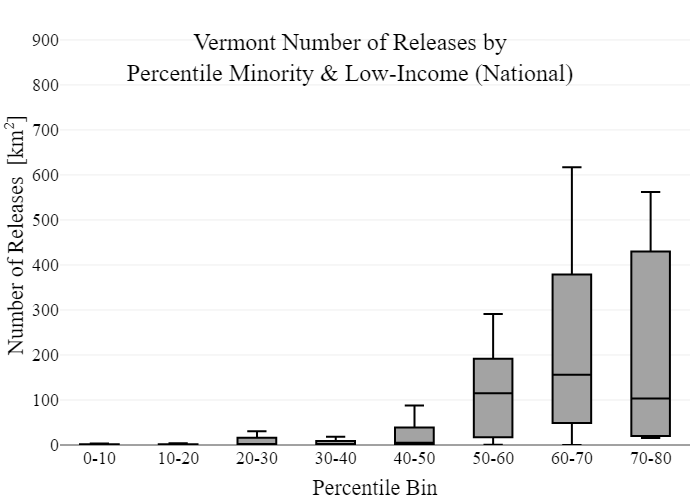 Vermont Number of Releases by
Percentile Minority & Low-Income (National)
Number of Releases [km²]
900
800
700
600
500
400
300
200
100
0
0-10 10-20 20-30 30-40 40-50 50-60 60-70 70-80
Percentile Bin